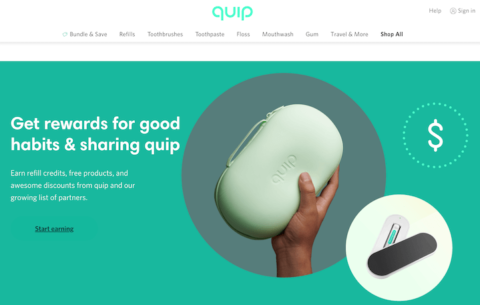 quip
Help
Sign in
Bundle & Save
Refills
Toothbrushes
Toothpaste
Floss
Mouthwash
Gum
Travel & More
Shop All
Get rewards for good
habits & sharing quip
Earn refill credits, free products, and
awesome discounts from quip and our
growing list of partners.
Start earning
quip
$